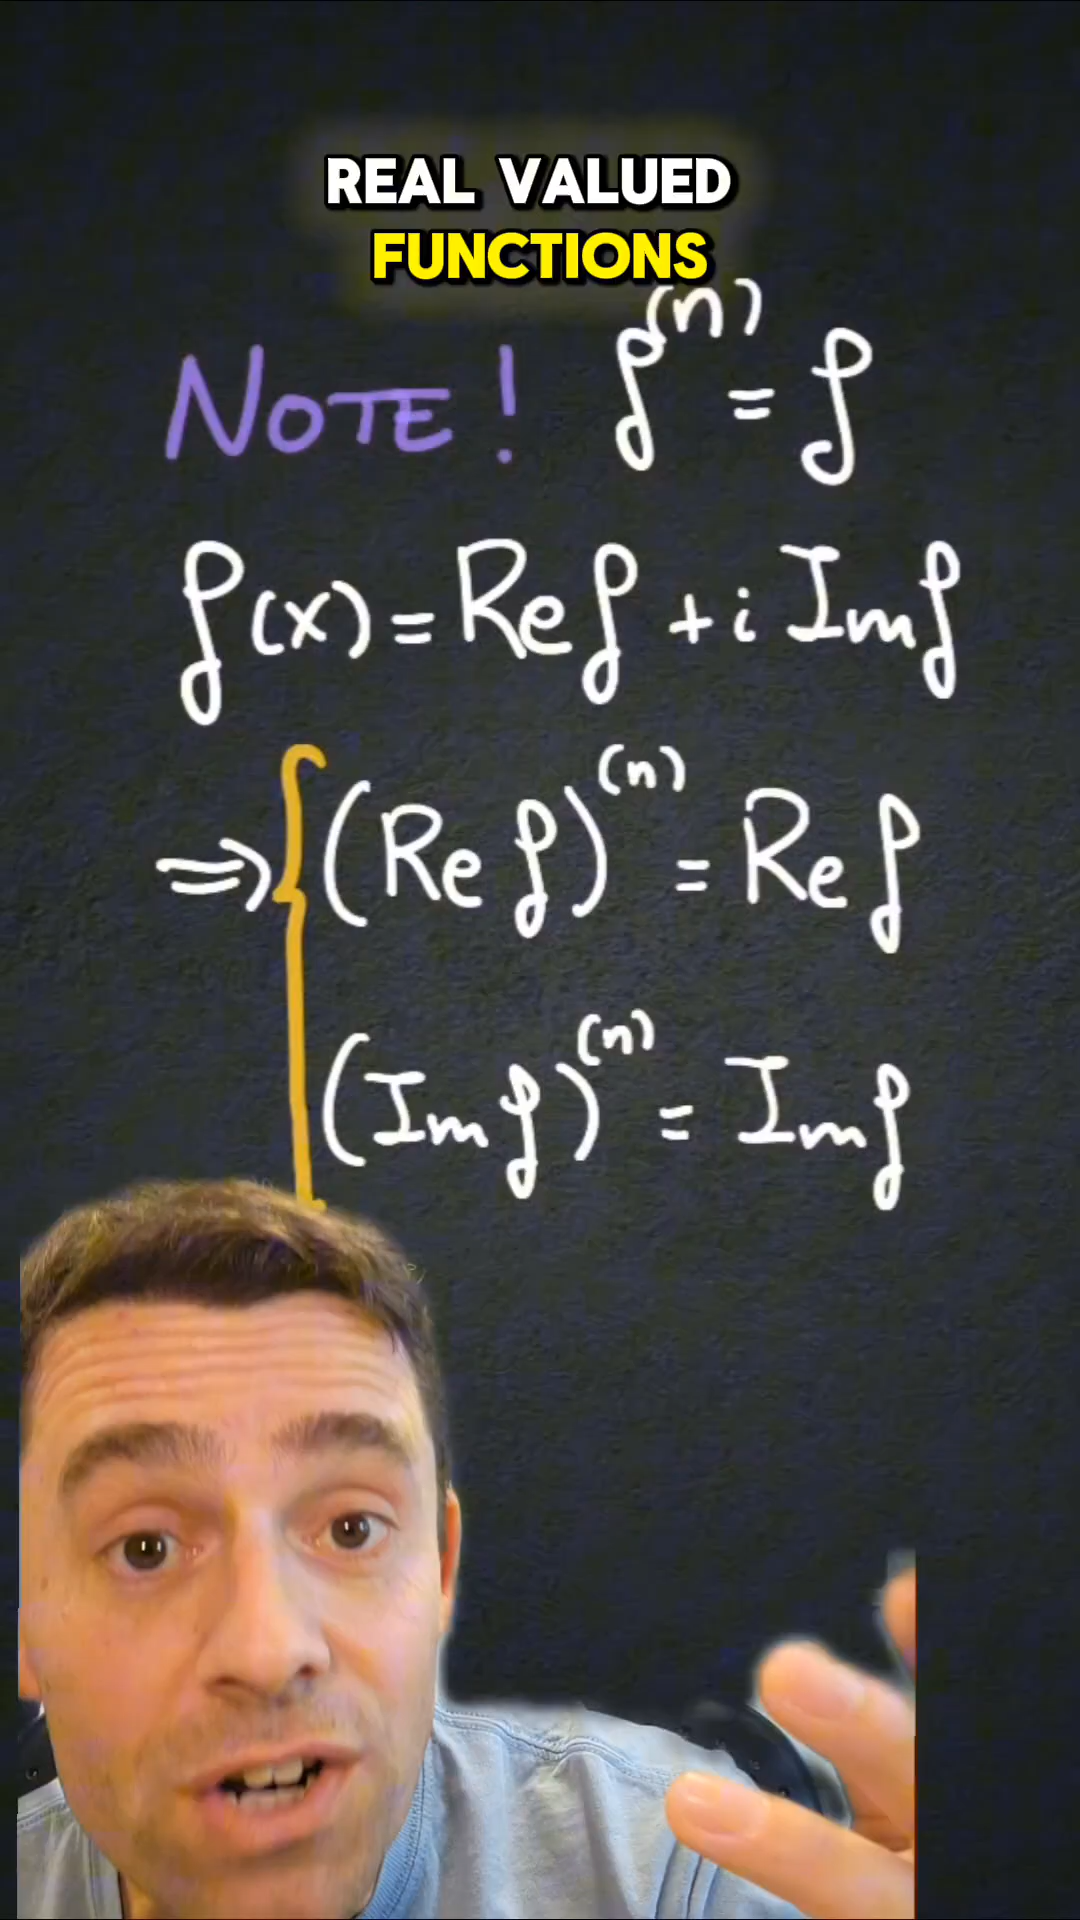 REAL VALUED
FUNCTIONS
NOTE! f⁽ⁿ⁾ = f
f(x) = Re f + i Im f
⇒ { (Re f)⁽ⁿ⁾ = Re f
(Im f)⁽ⁿ⁾ = Im f